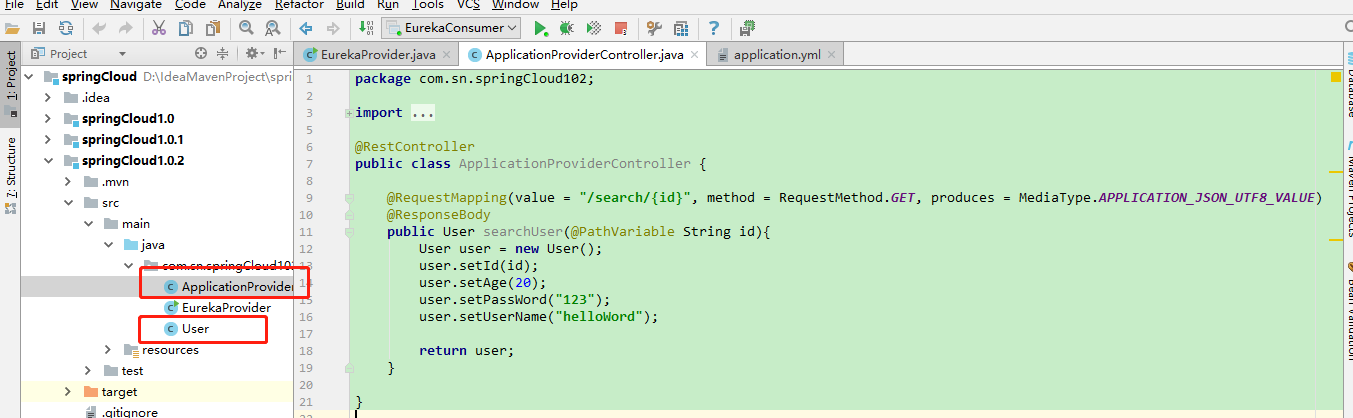 File Edit View Navigate Code Analyze Refactor Build Run Tools VCS Window Help
EurekaConsumer
Project
EurekaProvider.java
ApplicationProviderController.java
application.yml
1: Project
7: Structure
springCloud D:\IdeaMavenProject\spri
.idea
springCloud1.0
springCloud1.0.1
springCloud1.0.2
.mvn
src
main
java
com.sn.springCloud102
ApplicationProvider
EurekaProvider
User
resources
test
target
.gitignore
1 package com.sn.springCloud102;
2
3 import ...
5
6 @RestController
7 public class ApplicationProviderController {
8
9 @RequestMapping(value = "/search/{id}", method = RequestMethod.GET, produces = MediaType.APPLICATION_JSON_UTF8_VALUE)
10 @ResponseBody
11 public User searchUser(@PathVariable String id){
12 User user = new User();
13 user.setId(id);
14 user.setAge(20);
15 user.setPassWord("123");
16 user.setUserName("helloWord");
17
18 return user;
19 }
20
21 }
22
Database
Maven Projects
Bean Validation